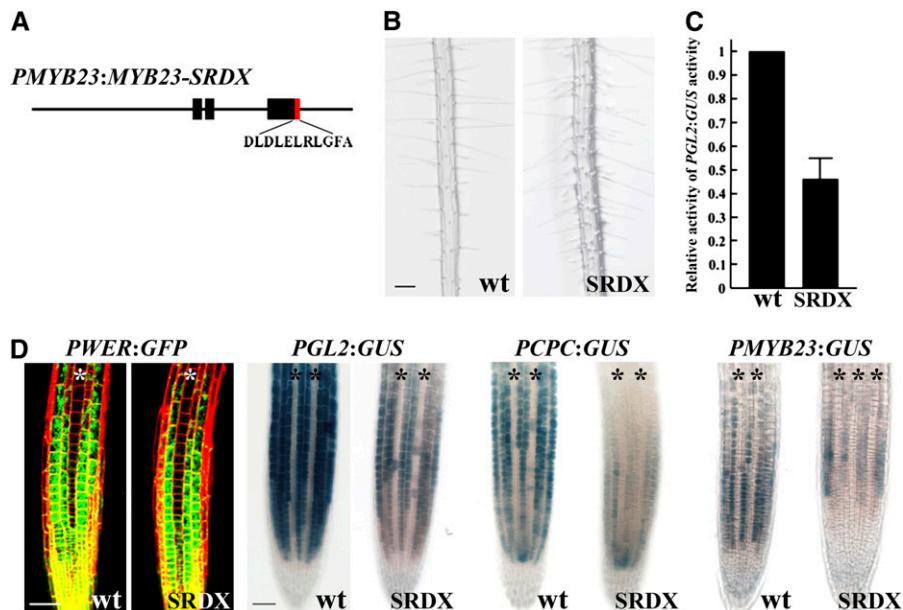 A
PMYB23:MYB23-SRDX
DLDLELRLGFA
B
wt
SRDX
C
Relative activity of PGL2:GUS activity
1
0.9
0.8
0.7
0.6
0.5
0.4
0.3
0.2
0.1
0
wt
SRDX
D
PWER:GFP
PGL2:GUS
PCPC:GUS
PMYB23:GUS
*
*
* *
* *
* *
* *
* *
* * *
wt
SRDX
wt
SRDX
wt
SRDX
wt
SRDX